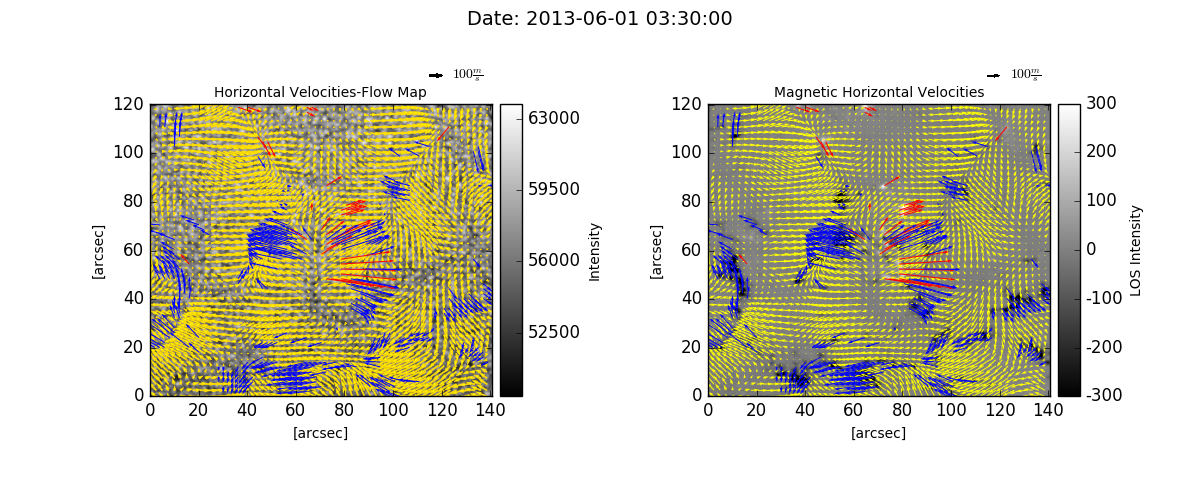 Date: 2013-06-01 03:30:00
100 m/s
Horizontal Velocities-Flow Map
120
100
80
60
40
20
0
0 20 40 60 80 100 120 140
[arcsec]
[arcsec]
63000
59500
56000
52500
Intensity
100 m/s
Magnetic Horizontal Velocities
120
100
80
60
40
20
0
0 20 40 60 80 100 120 140
[arcsec]
[arcsec]
300
200
100
0
-100
-200
-300
LOS Intensity